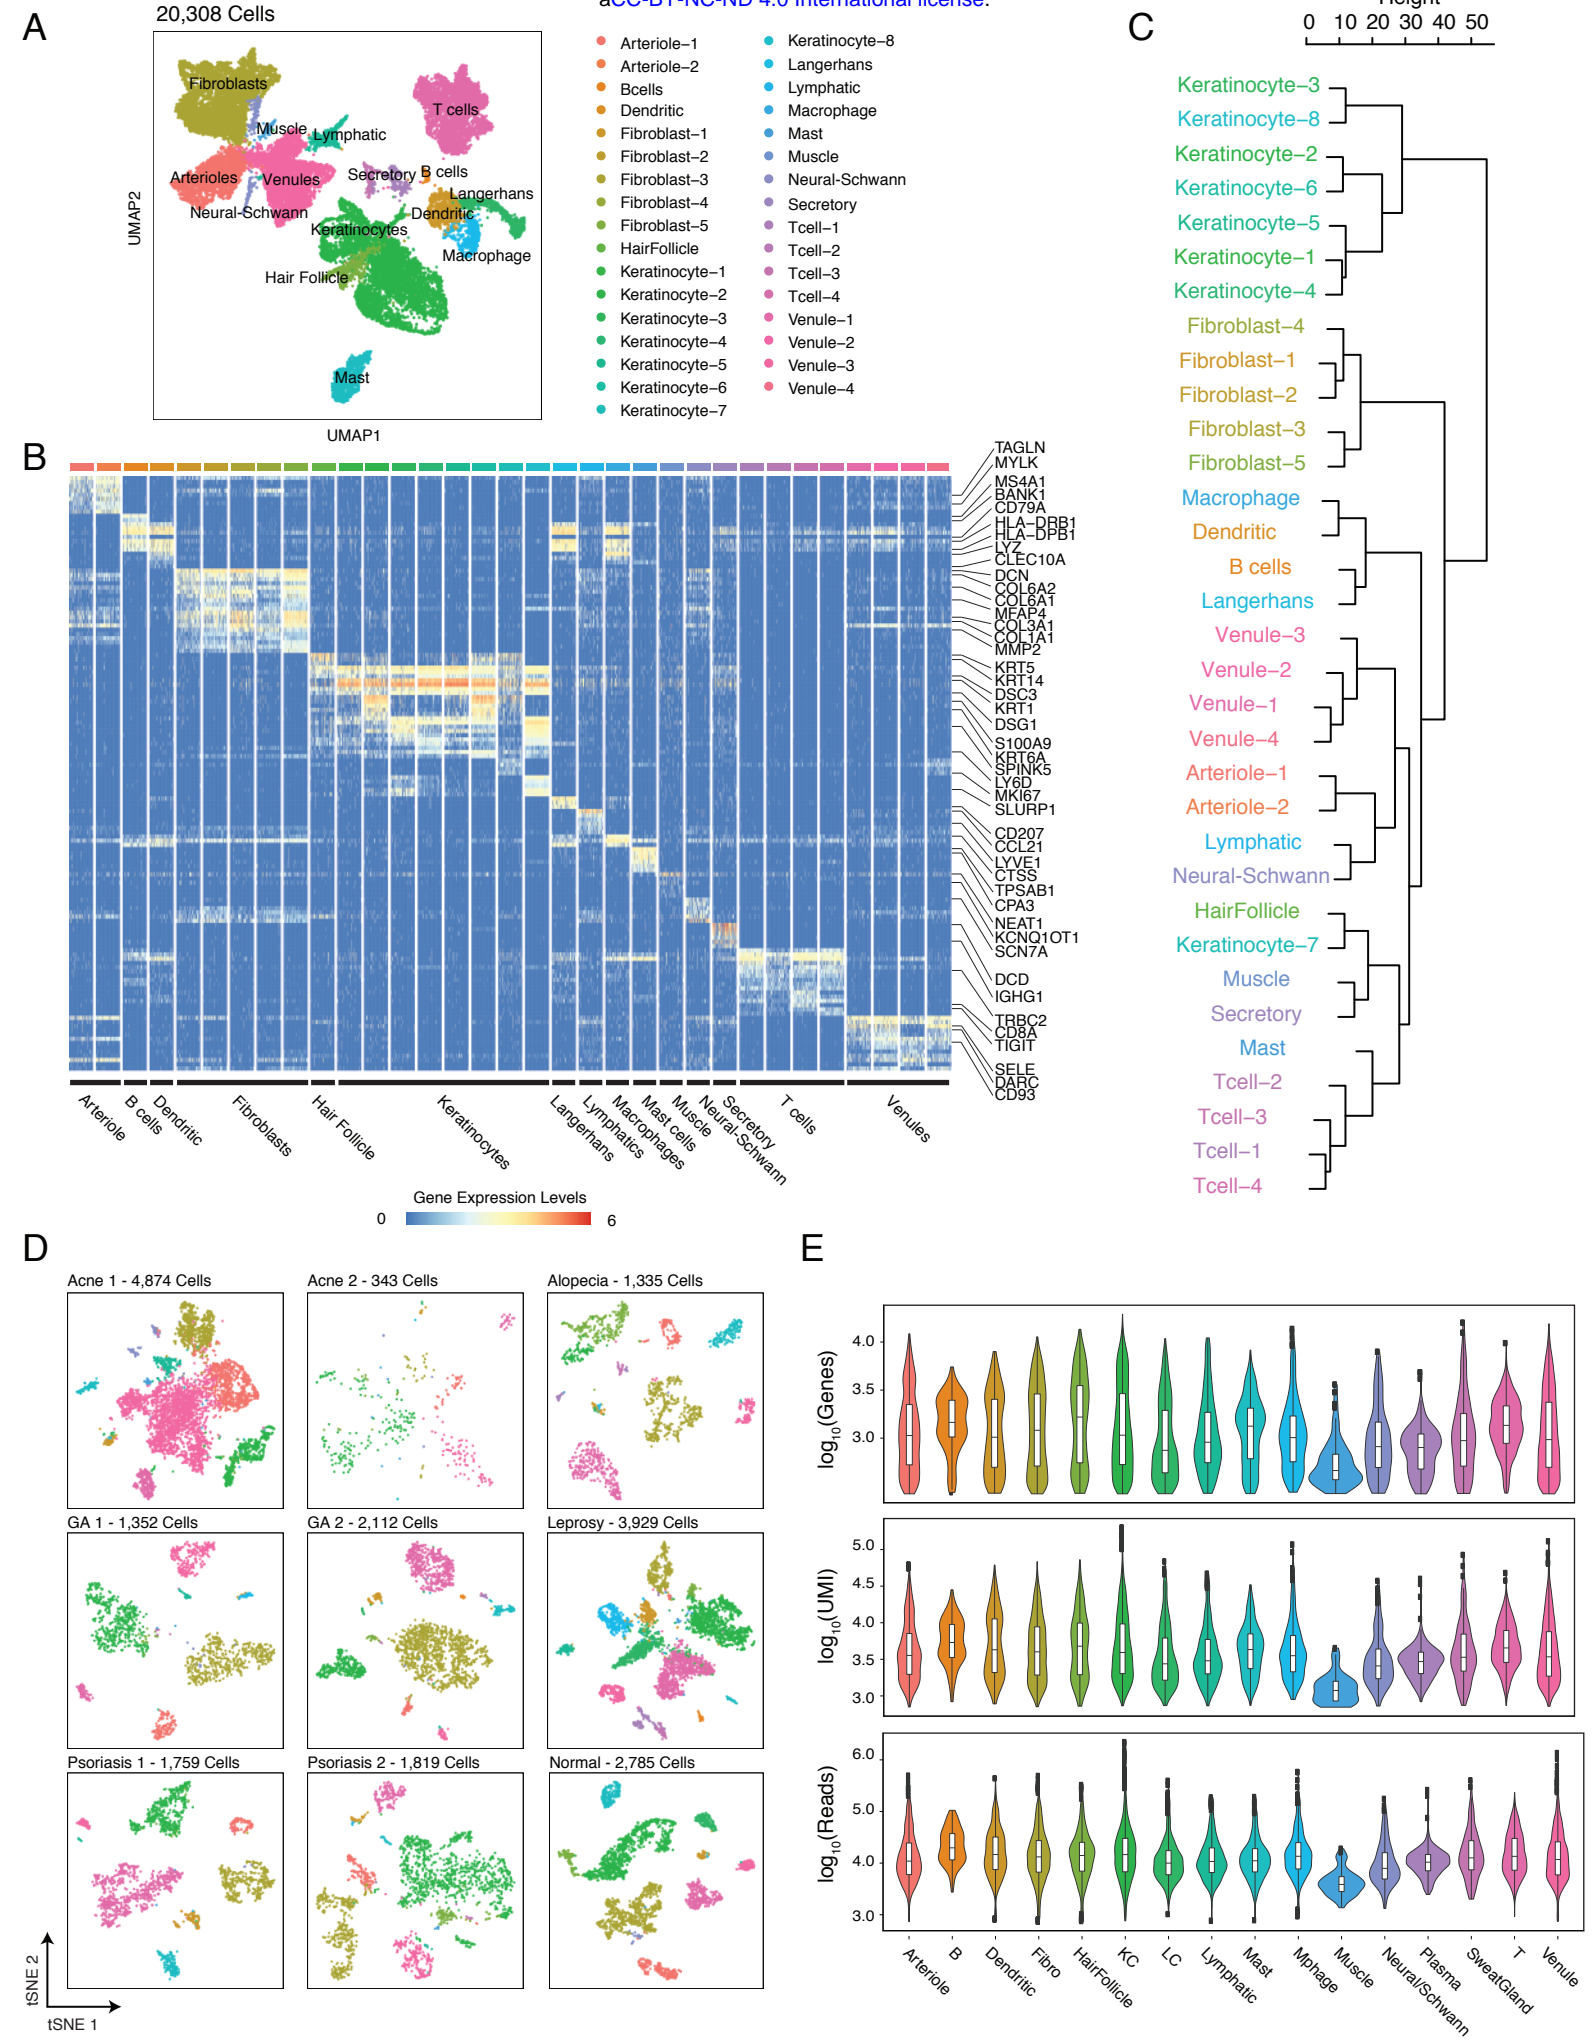 aCC-BY-NC-ND 4.0 International license.
A
20,308 Cells
Fibroblasts
T cells
Muscle
Lymphatic
Arterioles
Venules
Secretory
B cells
Langerhans
Neural-Schwann
Dendritic
Keratinocytes
Macrophage
Hair Follicle
Mast
UMAP2
UMAP1
Arteriole−1
Arteriole−2
Bcells
Dendritic
Fibroblast−1
Fibroblast−2
Fibroblast−3
Fibroblast−4
Fibroblast−5
HairFollicle
Keratinocyte−1
Keratinocyte−2
Keratinocyte−3
Keratinocyte−4
Keratinocyte−5
Keratinocyte−6
Keratinocyte−7
Keratinocyte−8
Langerhans
Lymphatic
Macrophage
Mast
Muscle
Neural-Schwann
Secretory
Tcell−1
Tcell−2
Tcell−3
Tcell−4
Venule−1
Venule−2
Venule−3
Venule−4
B
TAGLN
MYLK
MS4A1
BANK1
CD79A
HLA−DRB1
HLA−DPB1
LYZ
CLEC10A
DCN
COL6A2
COL6A1
MFAP4
COL3A1
COL1A1
MMP2
KRT5
KRT14
DSC3
KRT1
DSG1
S100A9
KRT6A
SPINK5
LY6D
MKI67
SLURP1
CD207
CCL21
LYVE1
CTSS
TPSAB1
CPA3
NEAT1
KCNQ1OT1
SCN7A
DCD
IGHG1
TRBC2
CD8A
TIGIT
SELE
DARC
CD93
Arteriole
B cells
Dendritic
Fibroblasts
Hair Follicle
Keratinocytes
Langerhans
Lymphatics
Macrophages
Mast cells
Muscle
Neural-Schwann
Secretory
T cells
Venules
Gene Expression Levels
0
6
C
Height
0 10 20 30 40 50
Keratinocyte−3
Keratinocyte−8
Keratinocyte−2
Keratinocyte−6
Keratinocyte−5
Keratinocyte−1
Keratinocyte−4
Fibroblast−4
Fibroblast−1
Fibroblast−2
Fibroblast−3
Fibroblast−5
Macrophage
Dendritic
B cells
Langerhans
Venule−3
Venule−2
Venule−1
Venule−4
Arteriole−1
Arteriole−2
Lymphatic
Neural-Schwann
HairFollicle
Keratinocyte−7
Muscle
Secretory
Mast
Tcell−2
Tcell−3
Tcell−1
Tcell−4
D
Acne 1 - 4,874 Cells
Acne 2 - 343 Cells
Alopecia - 1,335 Cells
GA 1 - 1,352 Cells
GA 2 - 2,112 Cells
Leprosy - 3,929 Cells
Psoriasis 1 - 1,759 Cells
Psoriasis 2 - 1,819 Cells
Normal - 2,785 Cells
tSNE 2
tSNE 1
E
log10(Genes)
4.0
3.5
3.0
log10(UMI)
5.0
4.5
4.0
3.5
3.0
log10(Reads)
6.0
5.0
4.0
3.0
Arteriole
B
Dendritic
Fibro
HairFollicle
KC
LC
Lymphatic
Mast
Mphage
Muscle
Neural/Schwann
Plasma
SweatGland
T
Venule